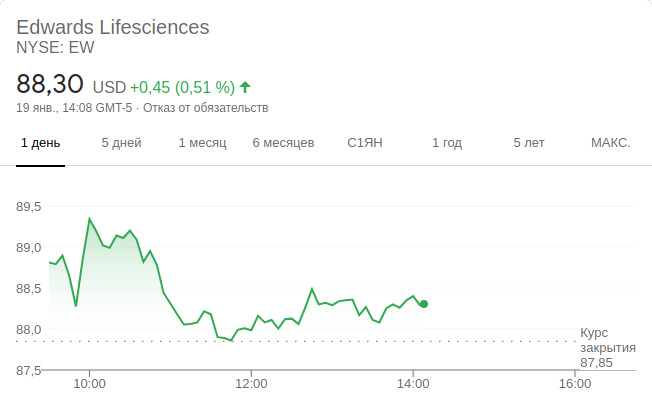 Edwards Lifesciences
NYSE: EW
88,30 USD +0,45 (0,51 %)
19 янв., 14:08 GMT-5 · Отказ от обязательств
1 день 5 дней 1 месяц 6 месяцев С1ЯН 1 год 5 лет МАКС.
89,5
89,0
88,5
88,0
Курс
закрытия
87,85
87,5
10:00 12:00 14:00 16:00